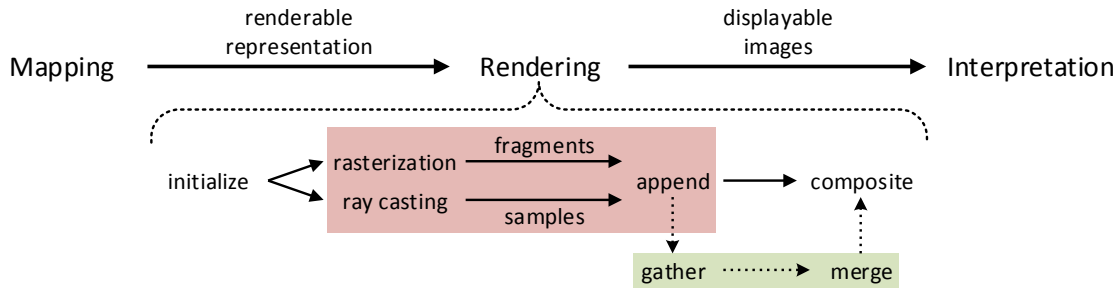 renderable
representation
displayable
images
Mapping
Rendering
Interpretation
fragments
rasterization
initialize
append
composite
ray casting
samples
gather
merge